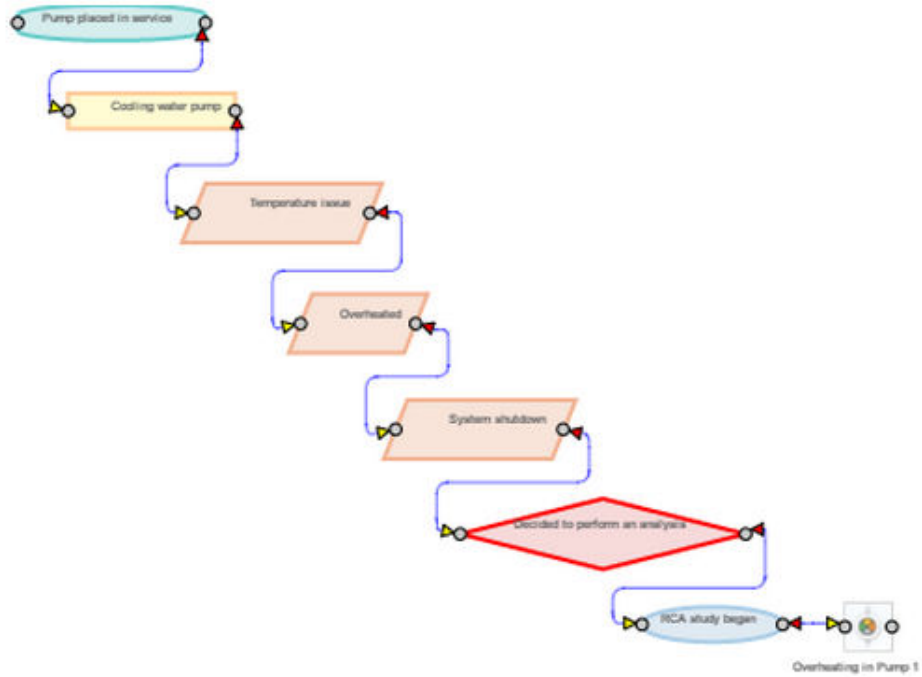 Pump placed in service
Cooling water pump
Temperature issue
Overheated
System shutdown
Decided to perform an analysis
RCA study began
Overheating in Pump 1